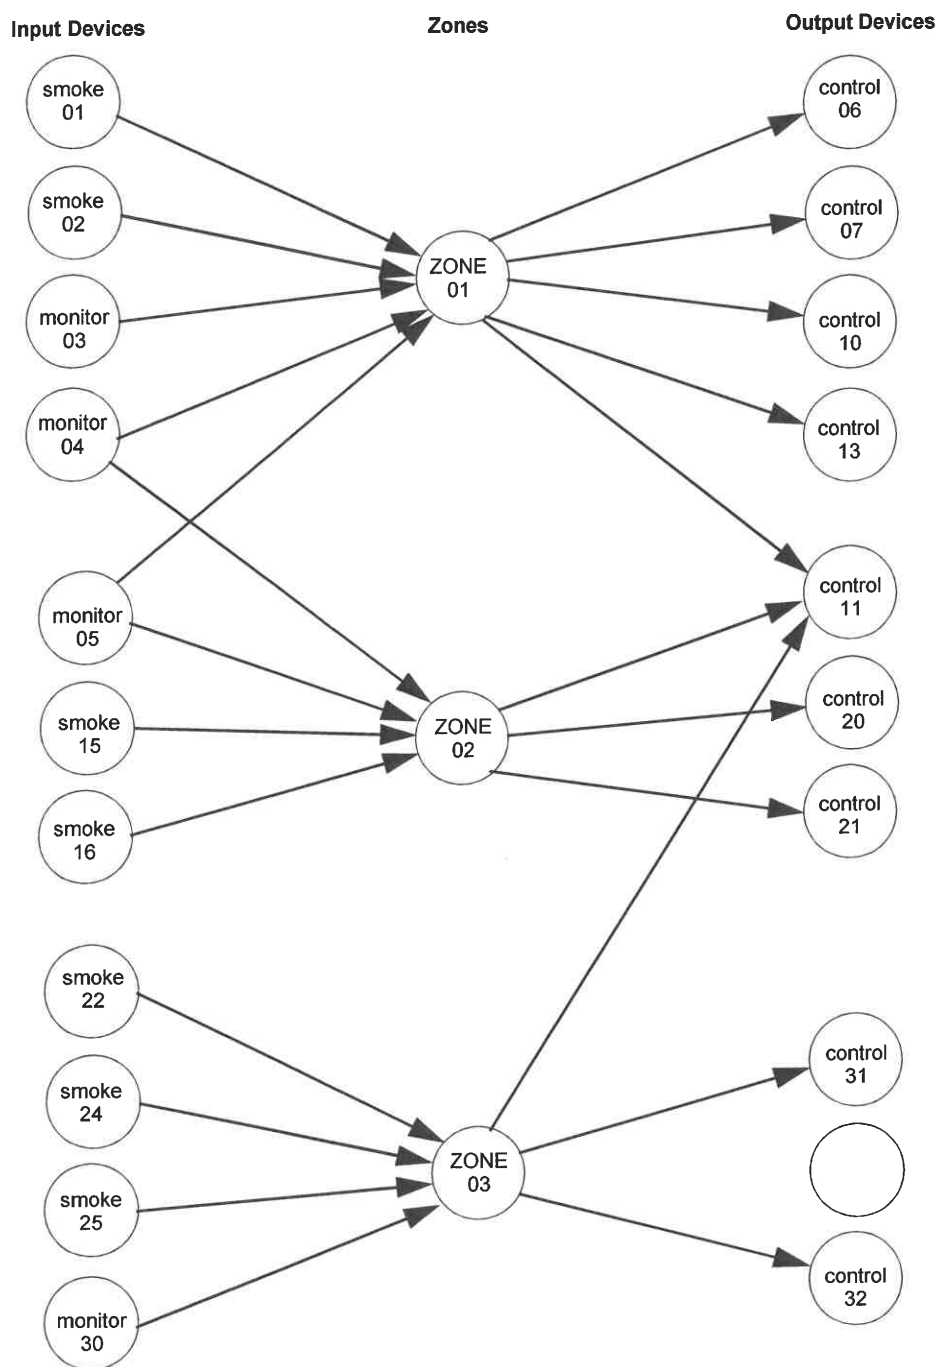 Input Devices
Zones
Output Devices
smoke
01
smoke
02
monitor
03
monitor
04
monitor
05
smoke
15
smoke
16
smoke
22
smoke
24
smoke
25
monitor
30
ZONE
01
ZONE
02
ZONE
03
control
06
control
07
control
10
control
13
control
11
control
20
control
21
control
31
control
32